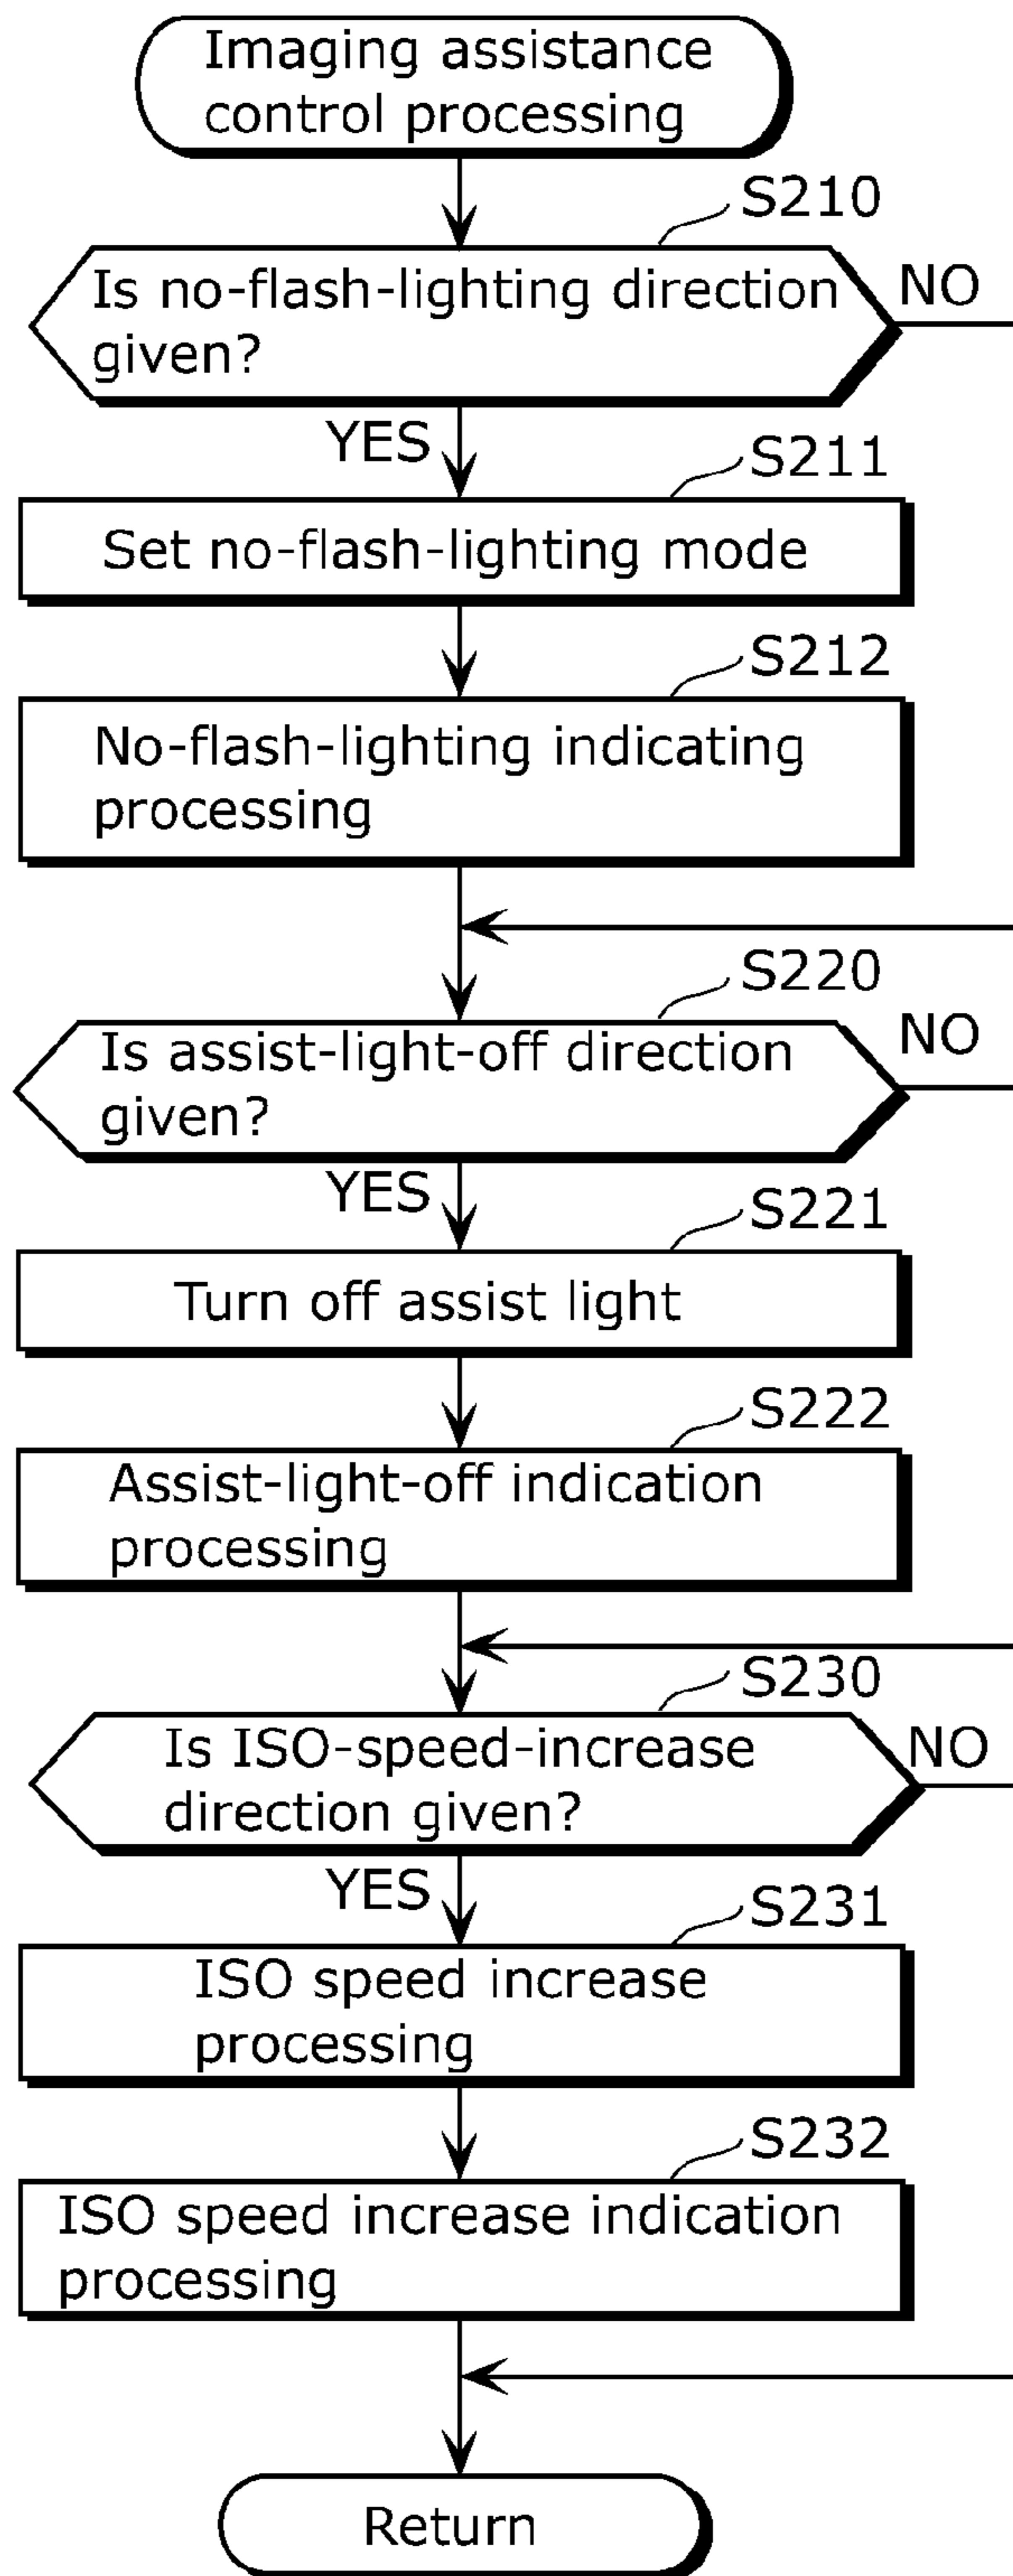 Imaging assistance
control processing
S210
Is no-flash-lighting direction
given?
NO
YES
S211
Set no-flash-lighting mode
S212
No-flash-lighting indicating
processing
S220
Is assist-light-off direction
given?
NO
YES
S221
Turn off assist light
S222
Assist-light-off indication
processing
S230
Is ISO-speed-increase
direction given?
NO
YES
S231
ISO speed increase
processing
S232
ISO speed increase indication
processing
Return